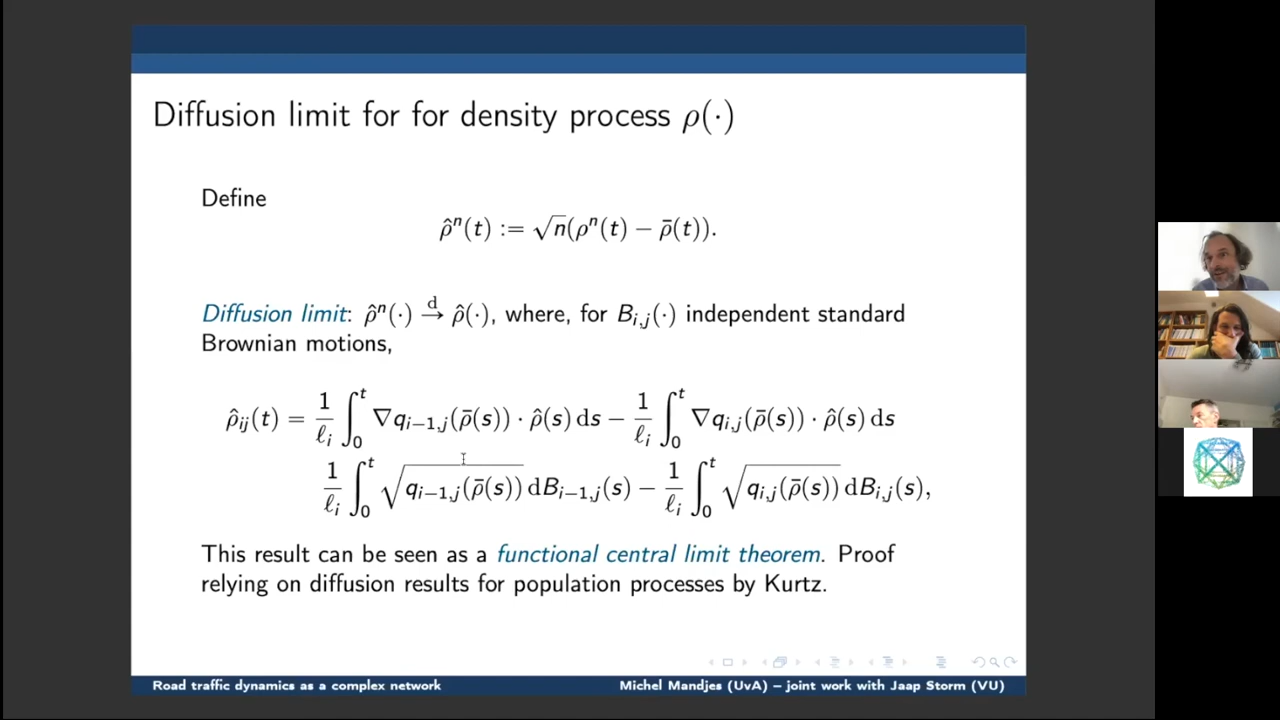 Diffusion limit for for density process ρ(·)
Define
ρ̂ⁿ(t) := √n(ρⁿ(t) − ρ̄(t)).
Diffusion limit: ρ̂ⁿ(·) →ᵈ ρ̂(·), where, for B_{i,j}(·) independent standard
Brownian motions,
ρ̂_{ij}(t) = 1/ℓ_i ∫₀ᵗ ∇q_{i−1,j}(ρ̄(s)) · ρ̂(s) ds − 1/ℓ_i ∫₀ᵗ ∇q_{i,j}(ρ̄(s)) · ρ̂(s) ds
1/ℓ_i ∫₀ᵗ √(q_{i−1,j}(ρ̄(s))) dB_{i−1,j}(s) − 1/ℓ_i ∫₀ᵗ √(q_{i,j}(ρ̄(s))) dB_{i,j}(s),
This result can be seen as a functional central limit theorem. Proof
relying on diffusion results for population processes by Kurtz.
Road traffic dynamics as a complex network
Michel Mandjes (UvA) – joint work with Jaap Storm (VU)